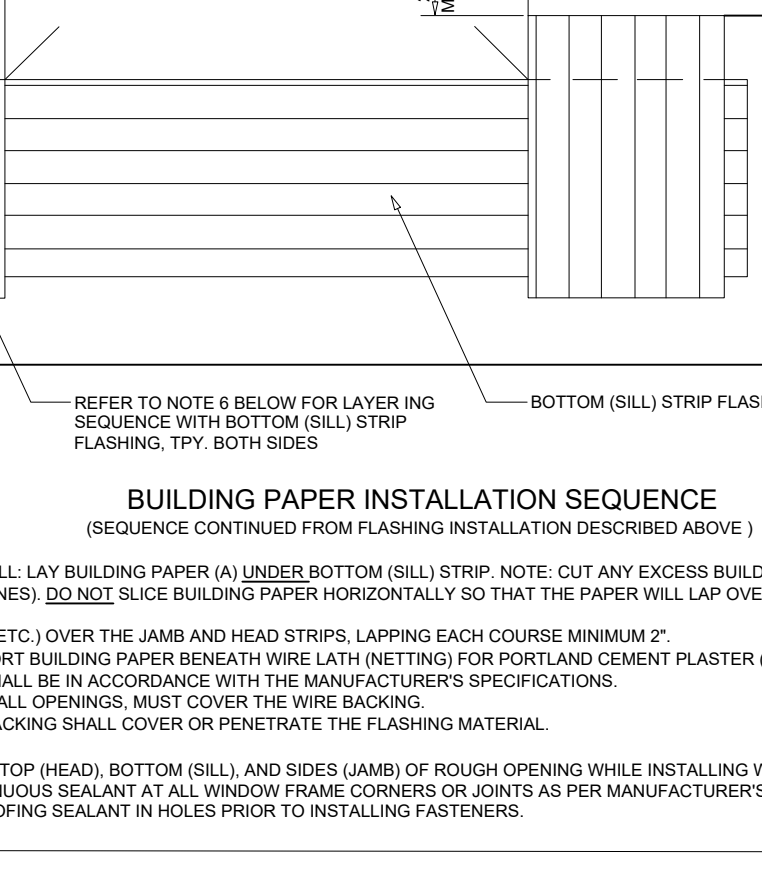 REFER TO NOTE 6 BELOW FOR LAYER ING
SEQUENCE WITH BOTTOM (SILL) STRIP
FLASHING, TPY. BOTH SIDES
BOTTOM (SILL) STRIP FLAS
BUILDING PAPER INSTALLATION SEQUENCE
(SEQUENCE CONTINUED FROM FLASHING INSTALLATION DESCRIBED ABOVE )
LL: LAY BUILDING PAPER (A) UNDER BOTTOM (SILL) STRIP. NOTE: CUT ANY EXCESS BUILD
NES). DO NOT SLICE BUILDING PAPER HORIZONTALLY SO THAT THE PAPER WILL LAP OVE
ETC.) OVER THE JAMB AND HEAD STRIPS, LAPPING EACH COURSE MINIMUM 2".
ORT BUILDING PAPER BENEATH WIRE LATH (NETTING) FOR PORTLAND CEMENT PLASTER (
HALL BE IN ACCORDANCE WITH THE MANUFACTURER'S SPECIFICATIONS.
ALL OPENINGS, MUST COVER THE WIRE BACKING.
ACKING SHALL COVER OR PENETRATE THE FLASHING MATERIAL.
TOP (HEAD), BOTTOM (SILL), AND SIDES (JAMB) OF ROUGH OPENING WHILE INSTALLING W
NUOUS SEALANT AT ALL WINDOW FRAME CORNERS OR JOINTS AS PER MANUFACTURER'S
OFING SEALANT IN HOLES PRIOR TO INSTALLING FASTENERS.